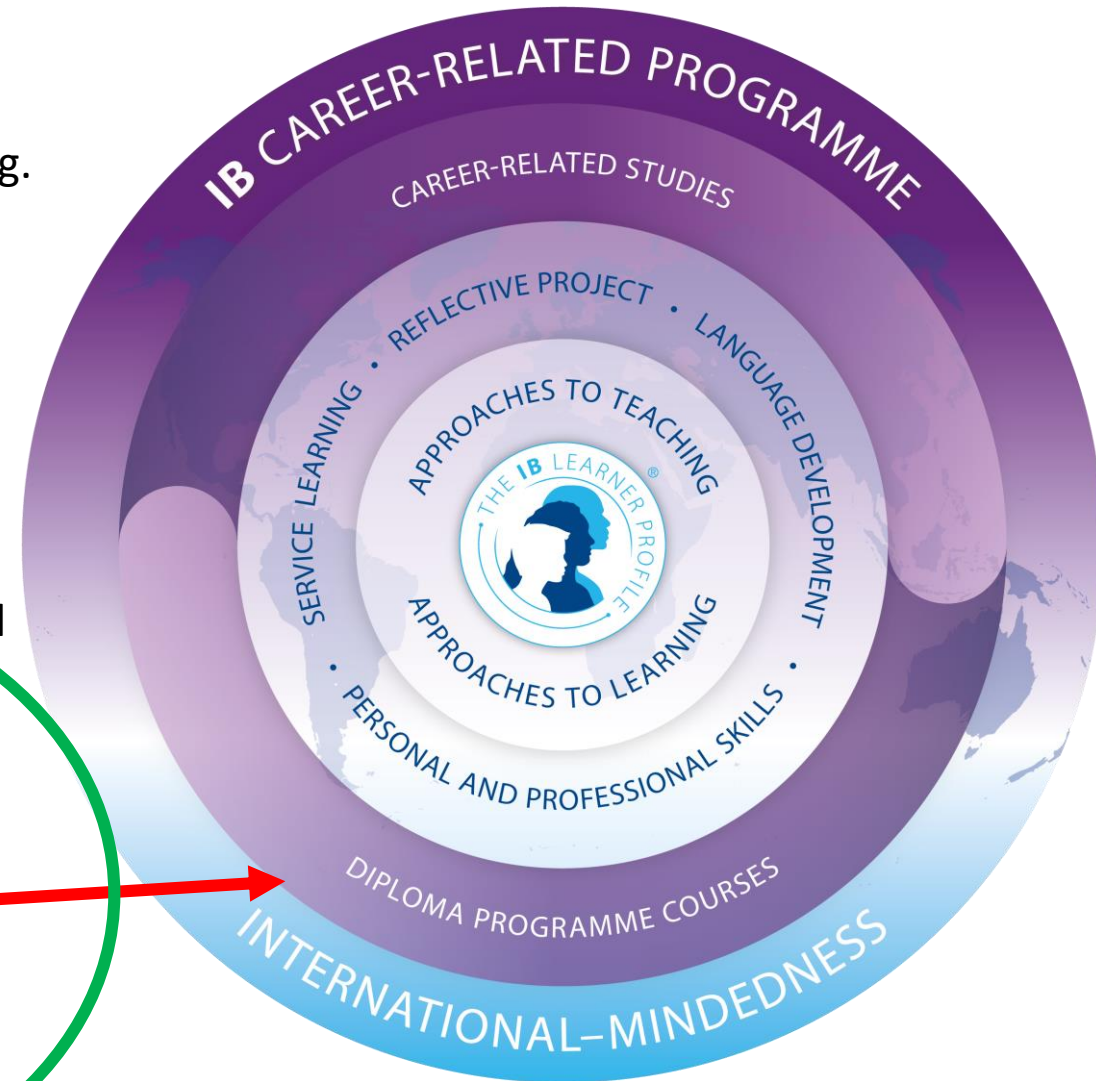 g.
IB CAREER-RELATED PROGRAMME
CAREER-RELATED STUDIES
SERVICE LEARNING • REFLECTIVE PROJECT • LANGUAGE DEVELOPMENT
APPROACHES TO TEACHING
• THE IB LEARNER PROFILE • ®
APPROACHES TO LEARNING
• PERSONAL AND PROFESSIONAL SKILLS •
DIPLOMA PROGRAMME COURSES
INTERNATIONAL–MINDEDNESS